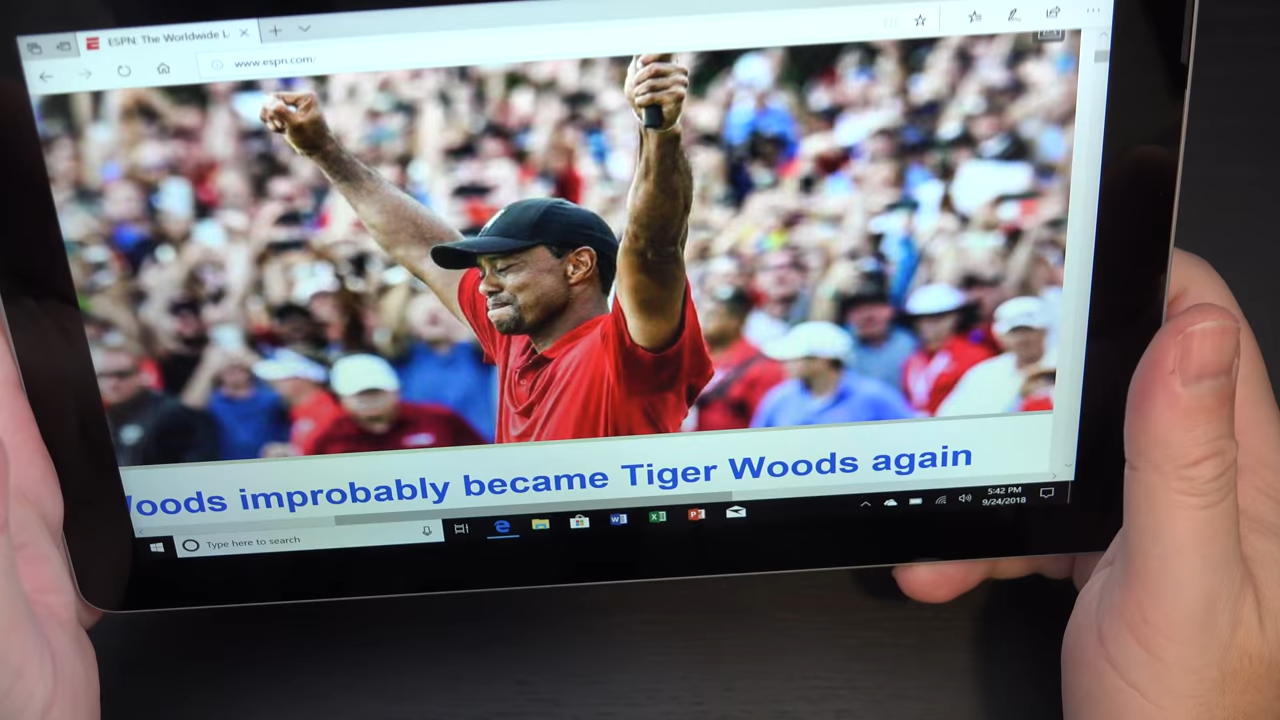 ESPN: The Worldwide L
www.espn.com
oods improbably became Tiger Woods again
Type here to search
5:42 PM
9/24/2018